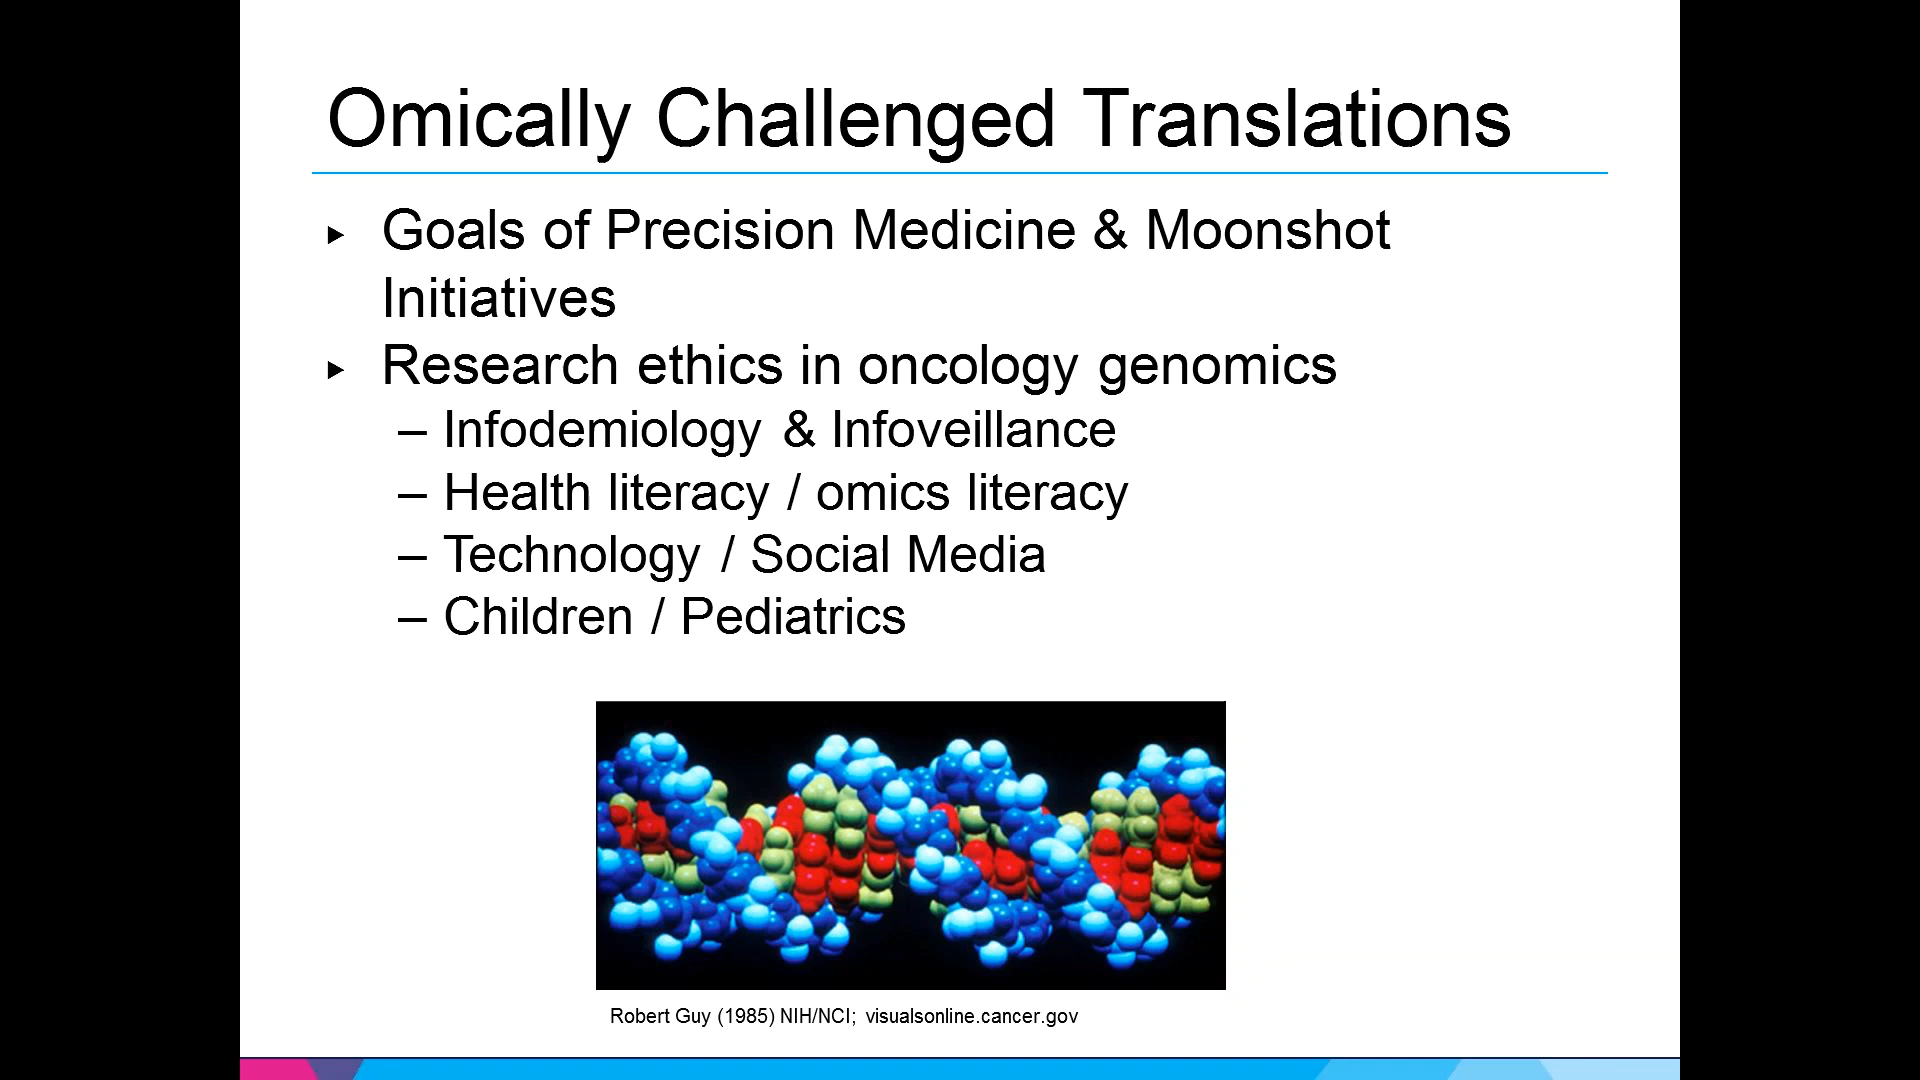 Omically Challenged Translations
▸ Goals of Precision Medicine & Moonshot
Initiatives
▸ Research ethics in oncology genomics
– Infodemiology & Infoveillance
– Health literacy / omics literacy
– Technology / Social Media
– Children / Pediatrics
Robert Guy (1985) NIH/NCI; visualsonline.cancer.gov